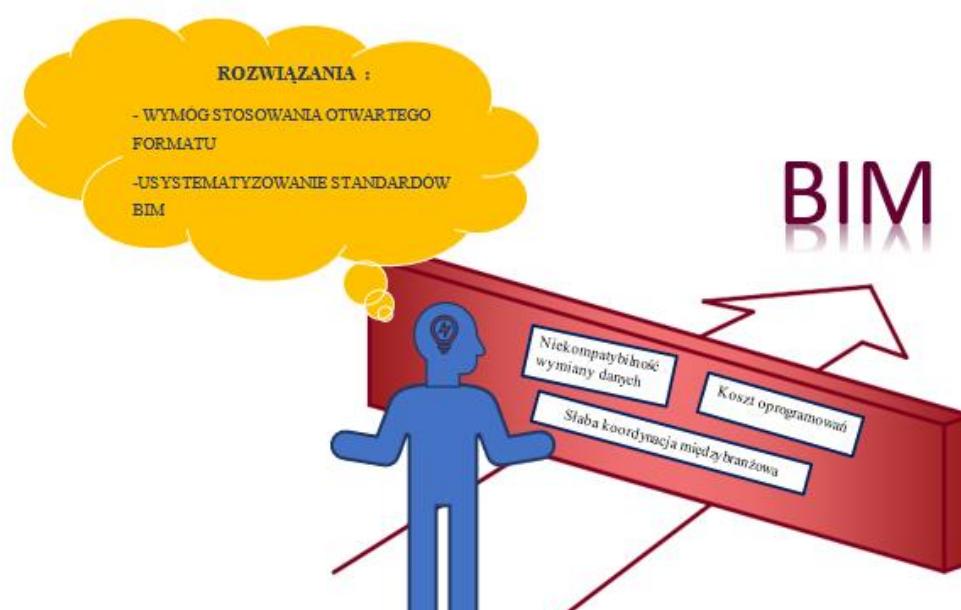 ROZWIĄZANIA :
- WYMÓG STOSOWANIA OTWARTEGO
FORMATU
-USYSTEMATYZOWANIE STANDARDÓW
BIM
BIM
Niekompatybilność
wymiany danych
Koszt oprogramowań
Słaba koordynacja międzybranżowa